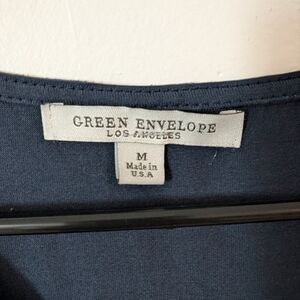 GREEN ENVELOPE
LOS ANGELES
M
Made in
U.S.A